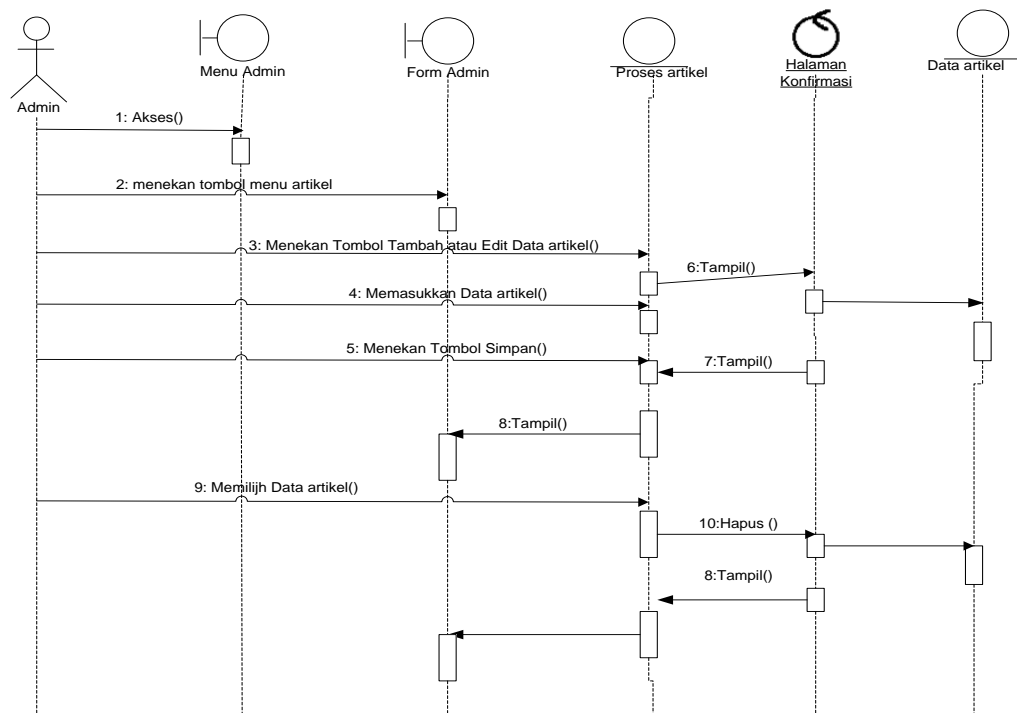 Menu Admin
Form Admin
Proses artikel
Halaman
Konfirmasi
Data artikel
Admin
1: Akses()
2: menekan tombol menu artikel
3: Menekan Tombol Tambah atau Edit Data artikel()
6:Tampil()
4: Memasukkan Data artikel()
5: Menekan Tombol Simpan()
7:Tampil()
8:Tampil()
9: Memilijh Data artikel()
10:Hapus ()
8:Tampil()